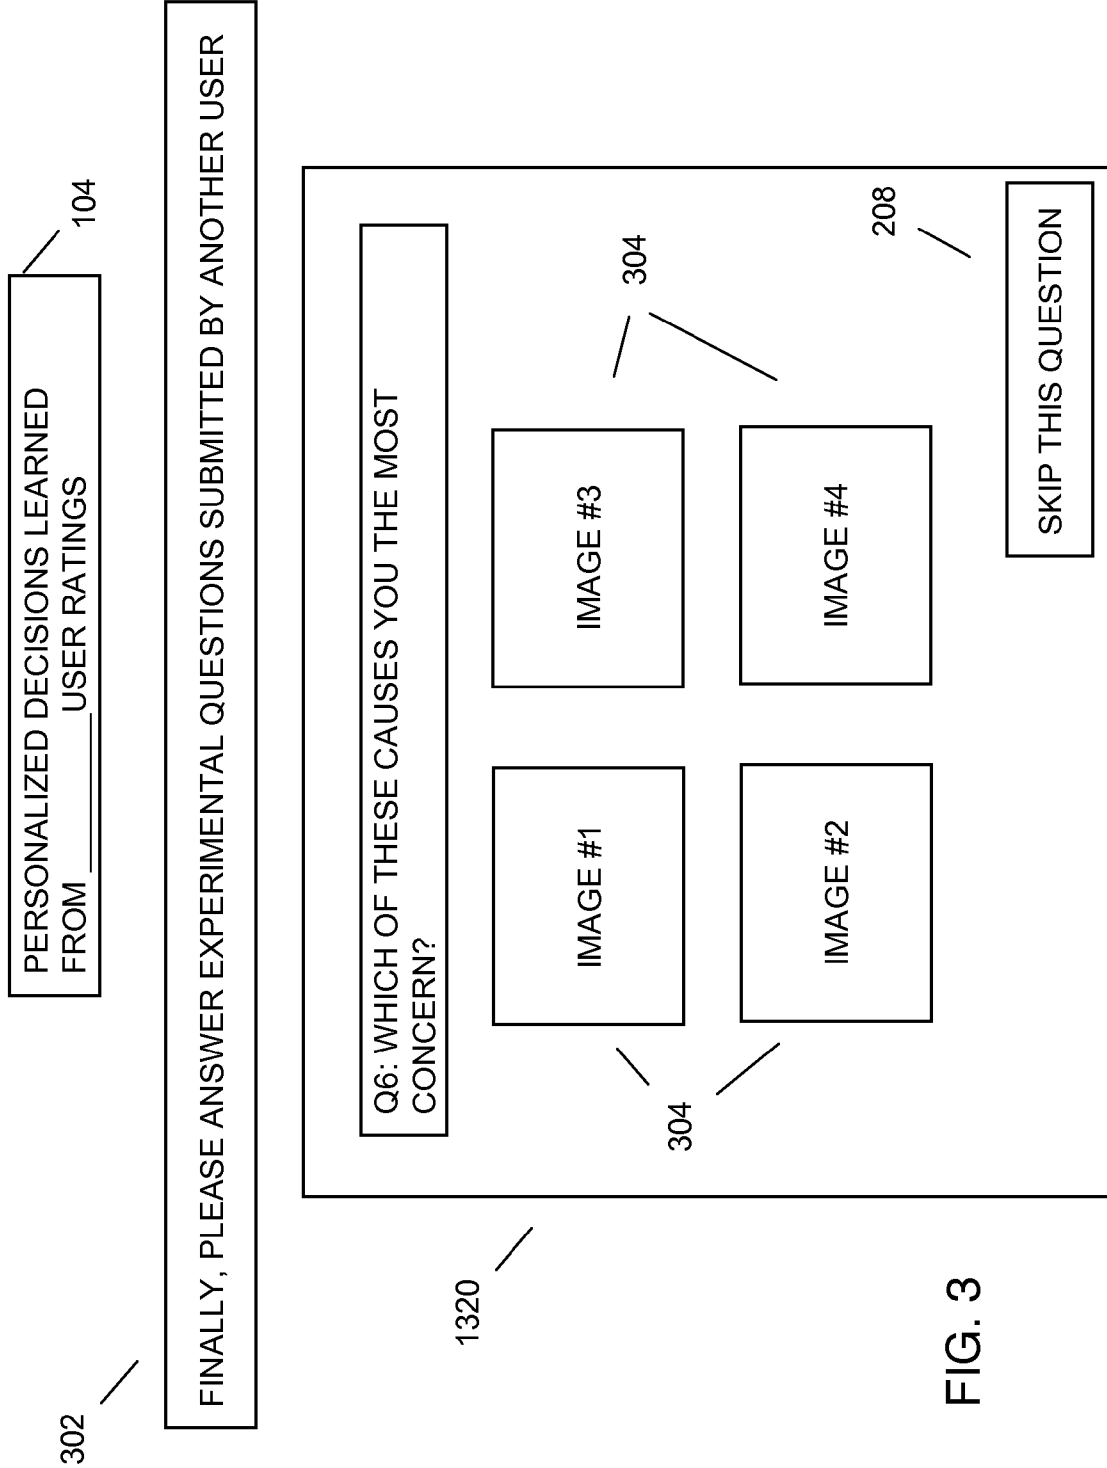 PERSONALIZED DECISIONS LEARNED
FROM ________ USER RATINGS
104
302
FINALLY, PLEASE ANSWER EXPERIMENTAL QUESTIONS SUBMITTED BY ANOTHER USER
1320
Q6: WHICH OF THESE CAUSES YOU THE MOST
CONCERN?
304
304
IMAGE #1
IMAGE #3
IMAGE #2
IMAGE #4
208
SKIP THIS QUESTION
FIG. 3